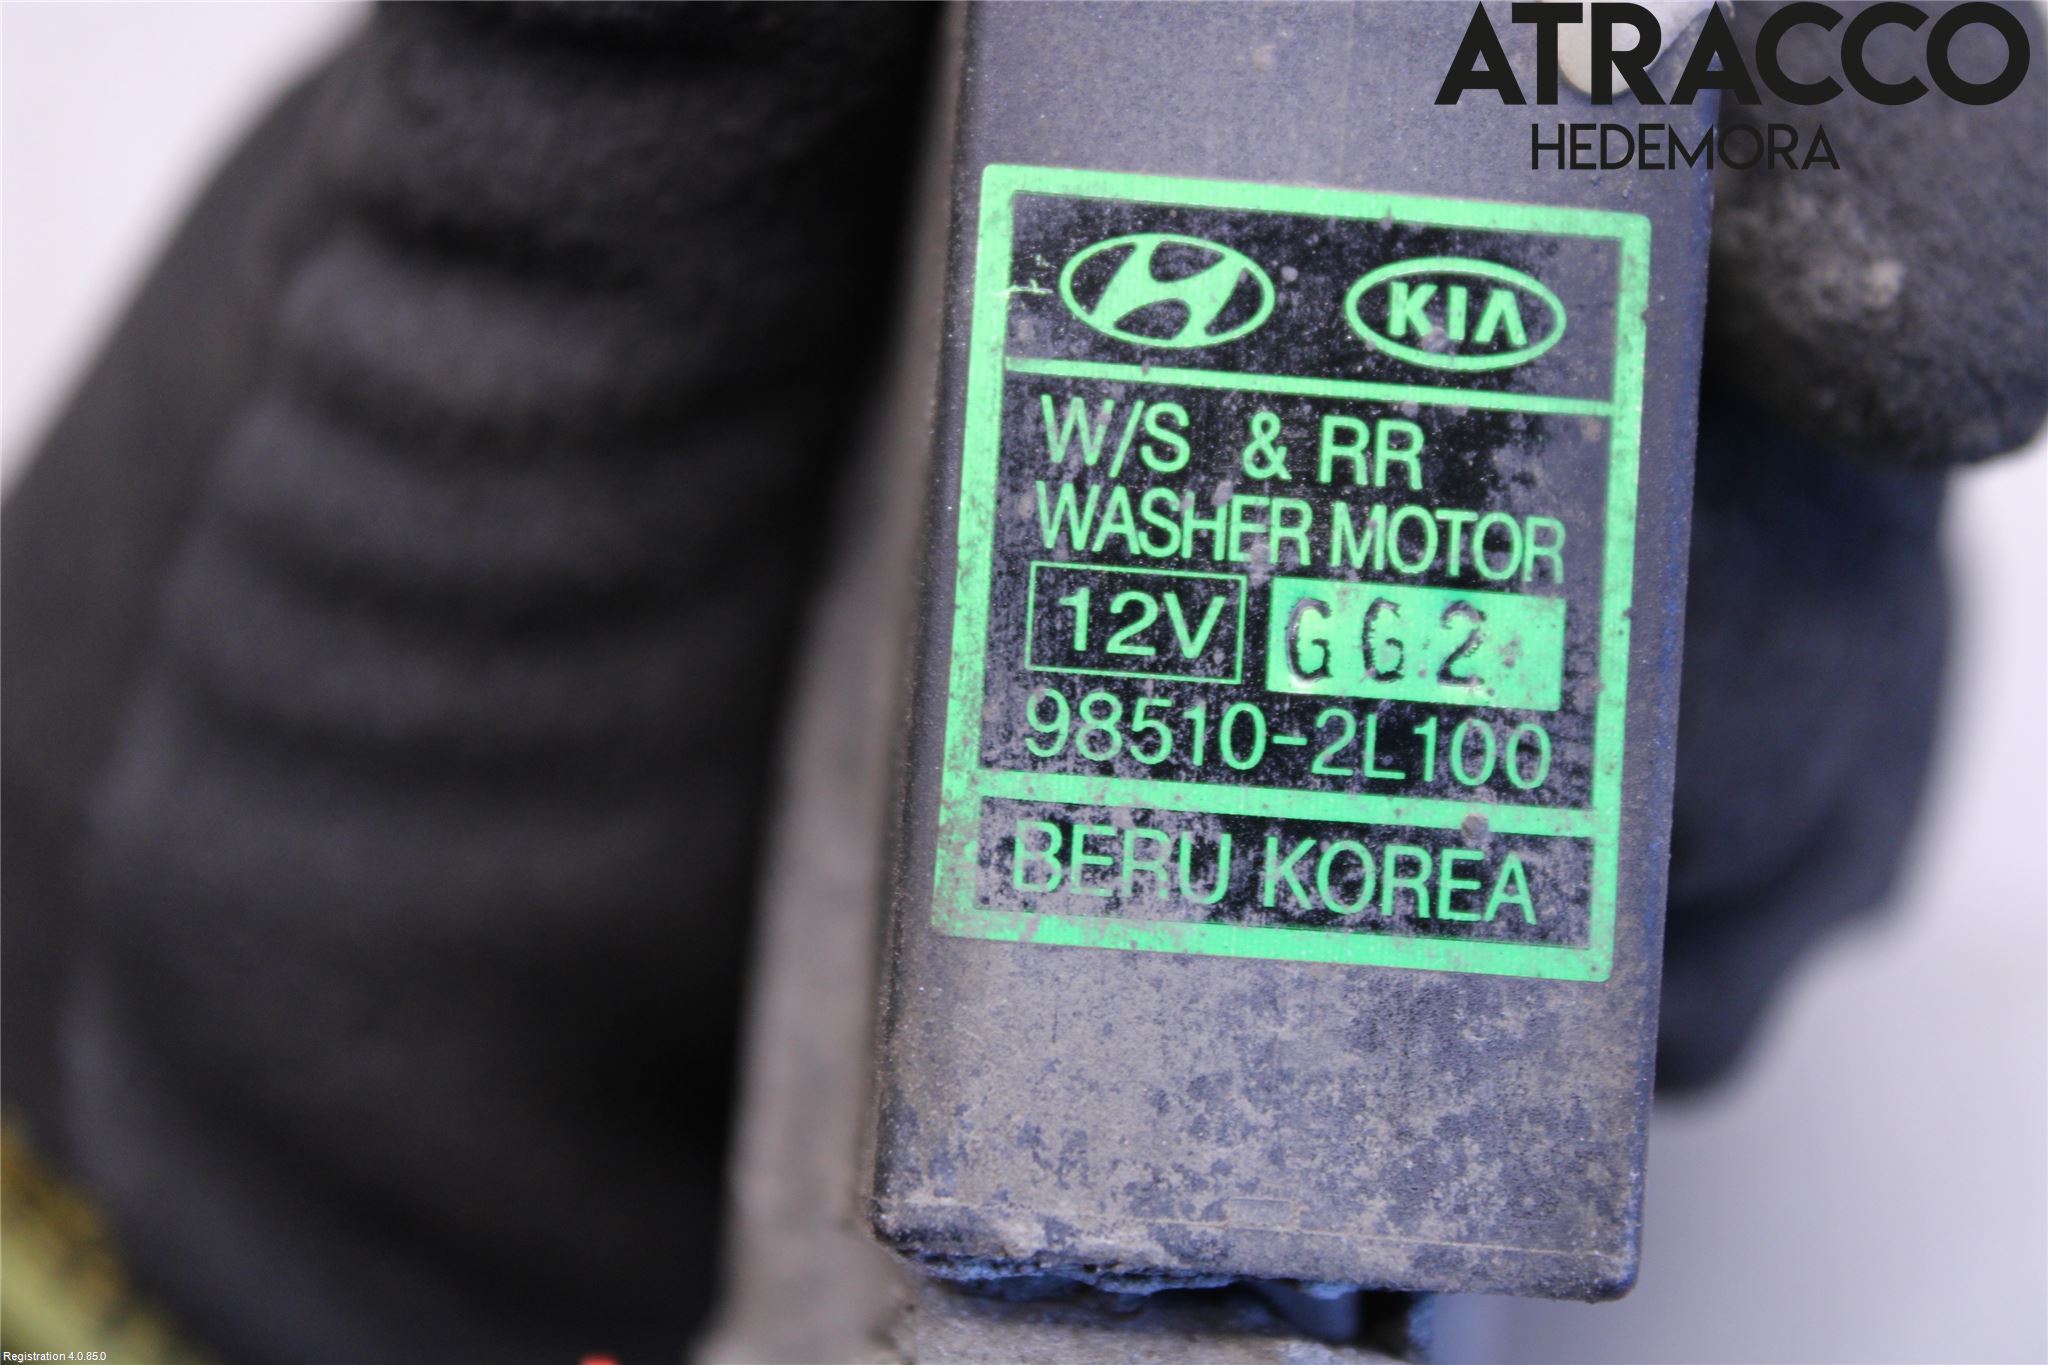 ATRACCO
HEDEMORA
KIA
W/S & RR
WASHER MOTOR
12V GG2
98510-2L100
BERU KOREA
Registration 4.0.85.0